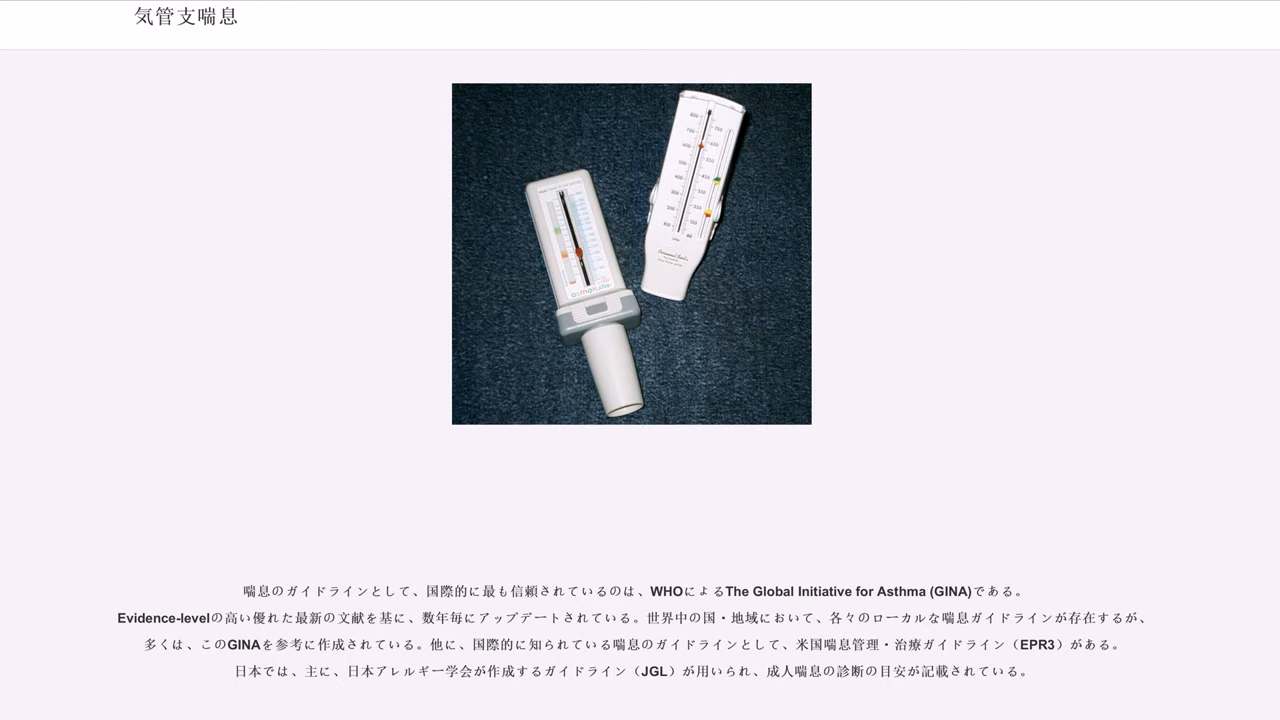 気管支喘息
喘息のガイドラインとして、国際的に最も信頼されているのは、WHOによるThe Global Initiative for Asthma (GINA)である。
Evidence-levelの高い優れた最新の文献を基に、数年毎にアップデートされている。世界中の国・地域において、各々のローカルな喘息ガイドラインが存在するが、
多くは、このGINAを参考に作成されている。他に、国際的に知られている喘息のガイドラインとして、米国喘息管理・治療ガイドライン（EPR3）がある。
日本では、主に、日本アレルギー学会が作成するガイドライン（JGL）が用いられ、成人喘息の診断の目安が記載されている。